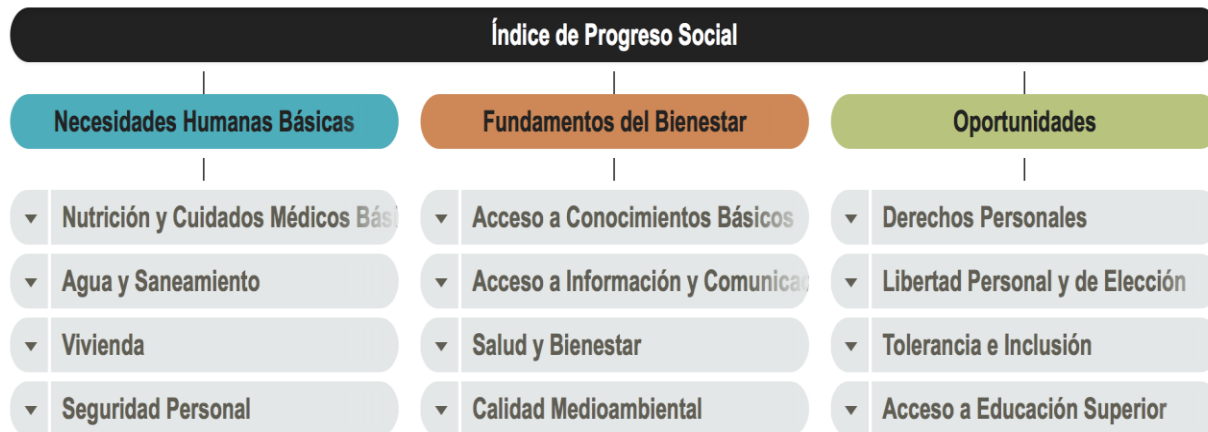 Índice de Progreso Social
Necesidades Humanas Básicas
Fundamentos del Bienestar
Oportunidades
Nutrición y Cuidados Médicos
Acceso a Conocimientos Básicos
Derechos Personales
Agua y Saneamiento
Acceso a Información y
Libertad Personal y de Elección
Vivienda
Salud y Bienestar
Tolerancia e Inclusión
Seguridad Personal
Calidad Medioambiental
Acceso a Educación Superior